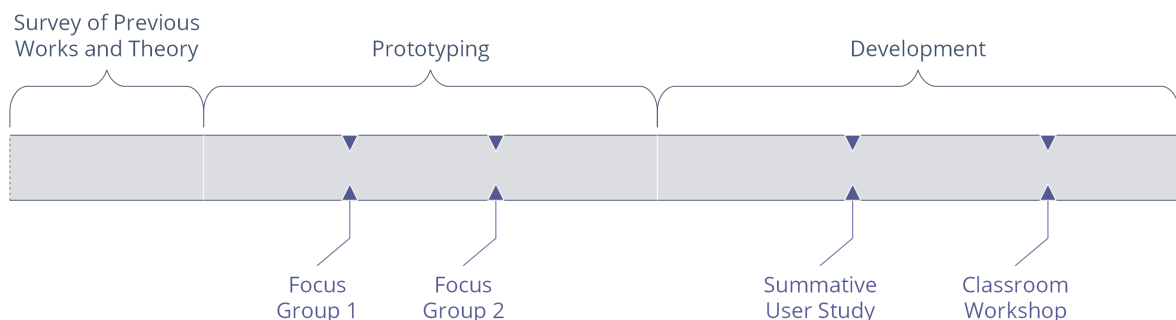 Survey of Previous
Works and Theory
Prototyping
Development
Focus
Group 1
Focus
Group 2
Summative
User Study
Classroom
Workshop